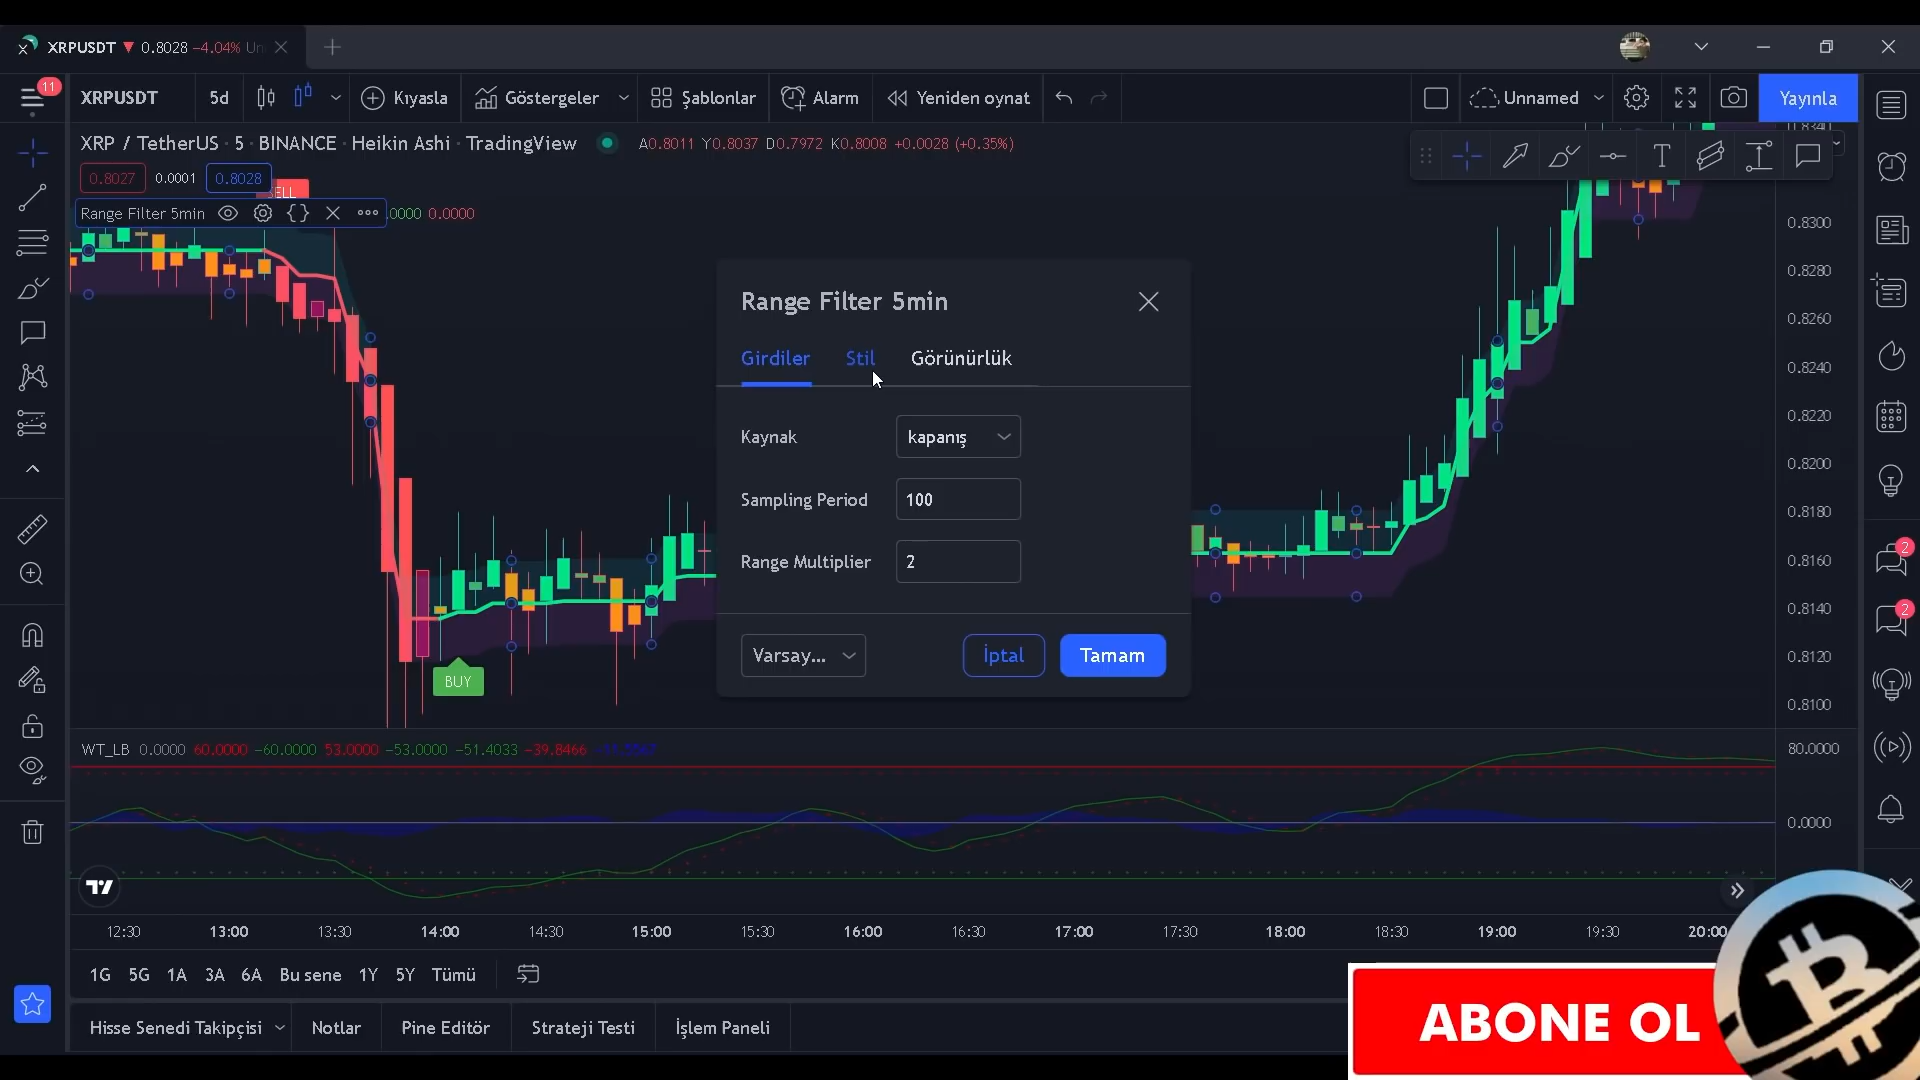 XRPUSDT ▼ 0.8028 −4.04% Un
11
XRPUSDT 5d Kıyasla Göstergeler Şablonlar Alarm Yeniden oynat Unnamed Yayınla
XRP / TetherUS · 5 · BINANCE · Heikin Ashi · TradingView A0.8011 Y0.8037 D0.7972 K0.8008 +0.0028 (+0.35%)
0.8027 0.0001 0.8028
SELL
Range Filter 5min .0000 0.0000
0.8340
0.8300
0.8280
0.8260
0.8240
0.8220
0.8200
0.8180
0.8160
0.8140
0.8120
0.8100
Range Filter 5min
Girdiler Stil Görünürlük
Kaynak kapanış
Sampling Period 100
Range Multiplier 2
Varsay... İptal Tamam
BUY
2
2
WT_LB 0.0000 60.0000 −60.0000 53.0000 −53.0000 −51.4033 −39.8466
80.0000
0.0000
12:30 13:00 13:30 14:00 14:30 15:00 15:30 16:00 16:30 17:00 17:30 18:00 18:30 19:00 19:30 20:00
1G 5G 1A 3A 6A Bu sene 1Y 5Y Tümü
Hisse Senedi Takipçisi Notlar Pine Editör Strateji Testi İşlem Paneli
ABONE OL